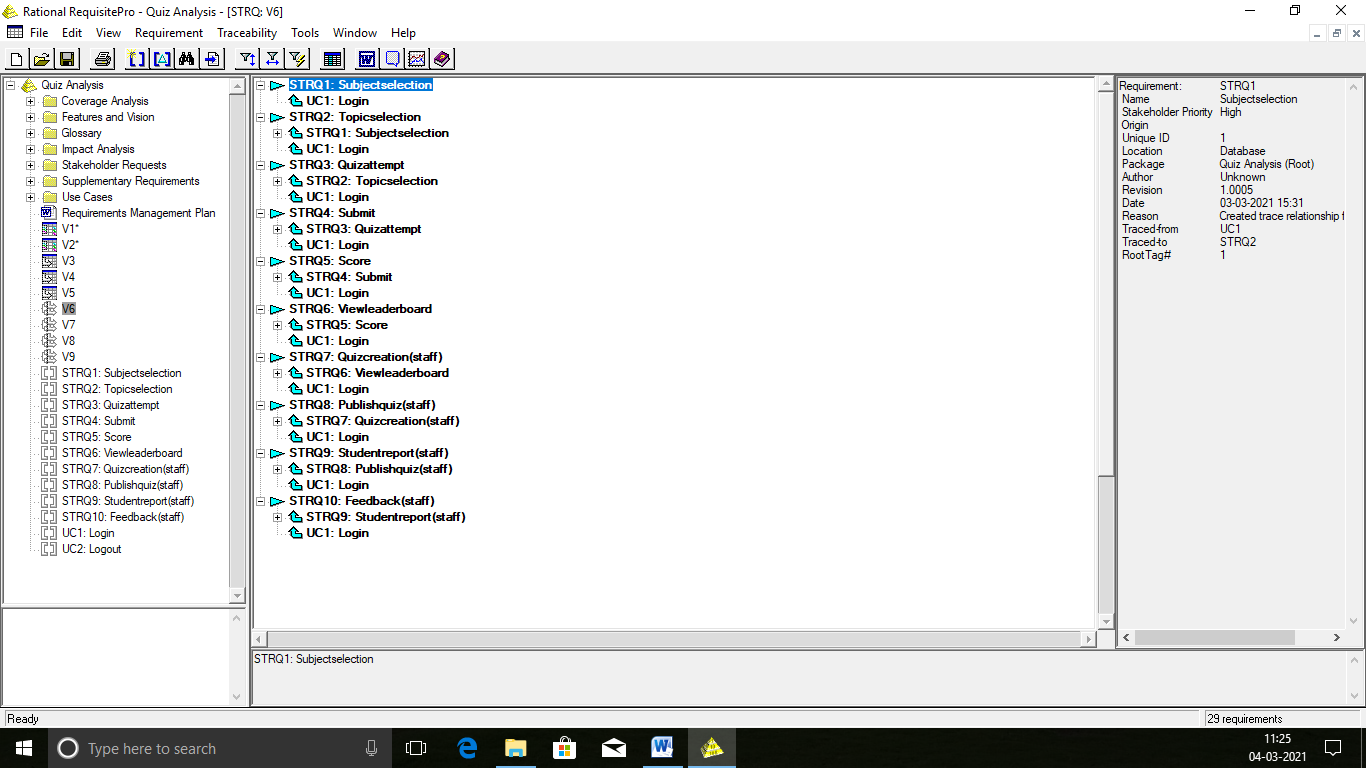 Rational RequisitePro - Quiz Analysis - [STRQ: V6]
File Edit View Requirement Traceability Tools Window Help
Quiz Analysis
Coverage Analysis
Features and Vision
Glossary
Impact Analysis
Stakeholder Requests
Supplementary Requirements
Use Cases
Requirements Management Plan
V1*
V2*
V3
V4
V5
V6
V7
V8
V9
STRQ1: Subjectselection
STRQ2: Topicselection
STRQ3: Quizattempt
STRQ4: Submit
STRQ5: Score
STRQ6: Viewleaderboard
STRQ7: Quizcreation(staff)
STRQ8: Publishquiz(staff)
STRQ9: Studentreport(staff)
STRQ10: Feedback(staff)
UC1: Login
UC2: Logout
STRQ1: Subjectselection
UC1: Login
STRQ2: Topicselection
STRQ1: Subjectselection
UC1: Login
STRQ3: Quizattempt
STRQ2: Topicselection
UC1: Login
STRQ4: Submit
STRQ3: Quizattempt
UC1: Login
STRQ5: Score
STRQ4: Submit
UC1: Login
STRQ6: Viewleaderboard
STRQ5: Score
UC1: Login
STRQ7: Quizcreation(staff)
STRQ6: Viewleaderboard
UC1: Login
STRQ8: Publishquiz(staff)
STRQ7: Quizcreation(staff)
UC1: Login
STRQ9: Studentreport(staff)
STRQ8: Publishquiz(staff)
UC1: Login
STRQ10: Feedback(staff)
STRQ9: Studentreport(staff)
UC1: Login
Requirement: STRQ1
Name Subjectselection
Stakeholder Priority High
Origin
Unique ID 1
Location Database
Package Quiz Analysis (Root)
Author Unknown
Revision 1.0005
Date 03-03-2021 15:31
Reason Created trace relationship f
Traced-from UC1
Traced-to STRQ2
RootTag# 1
STRQ1: Subjectselection
Ready
29 requirements
Type here to search
11:25
04-03-2021